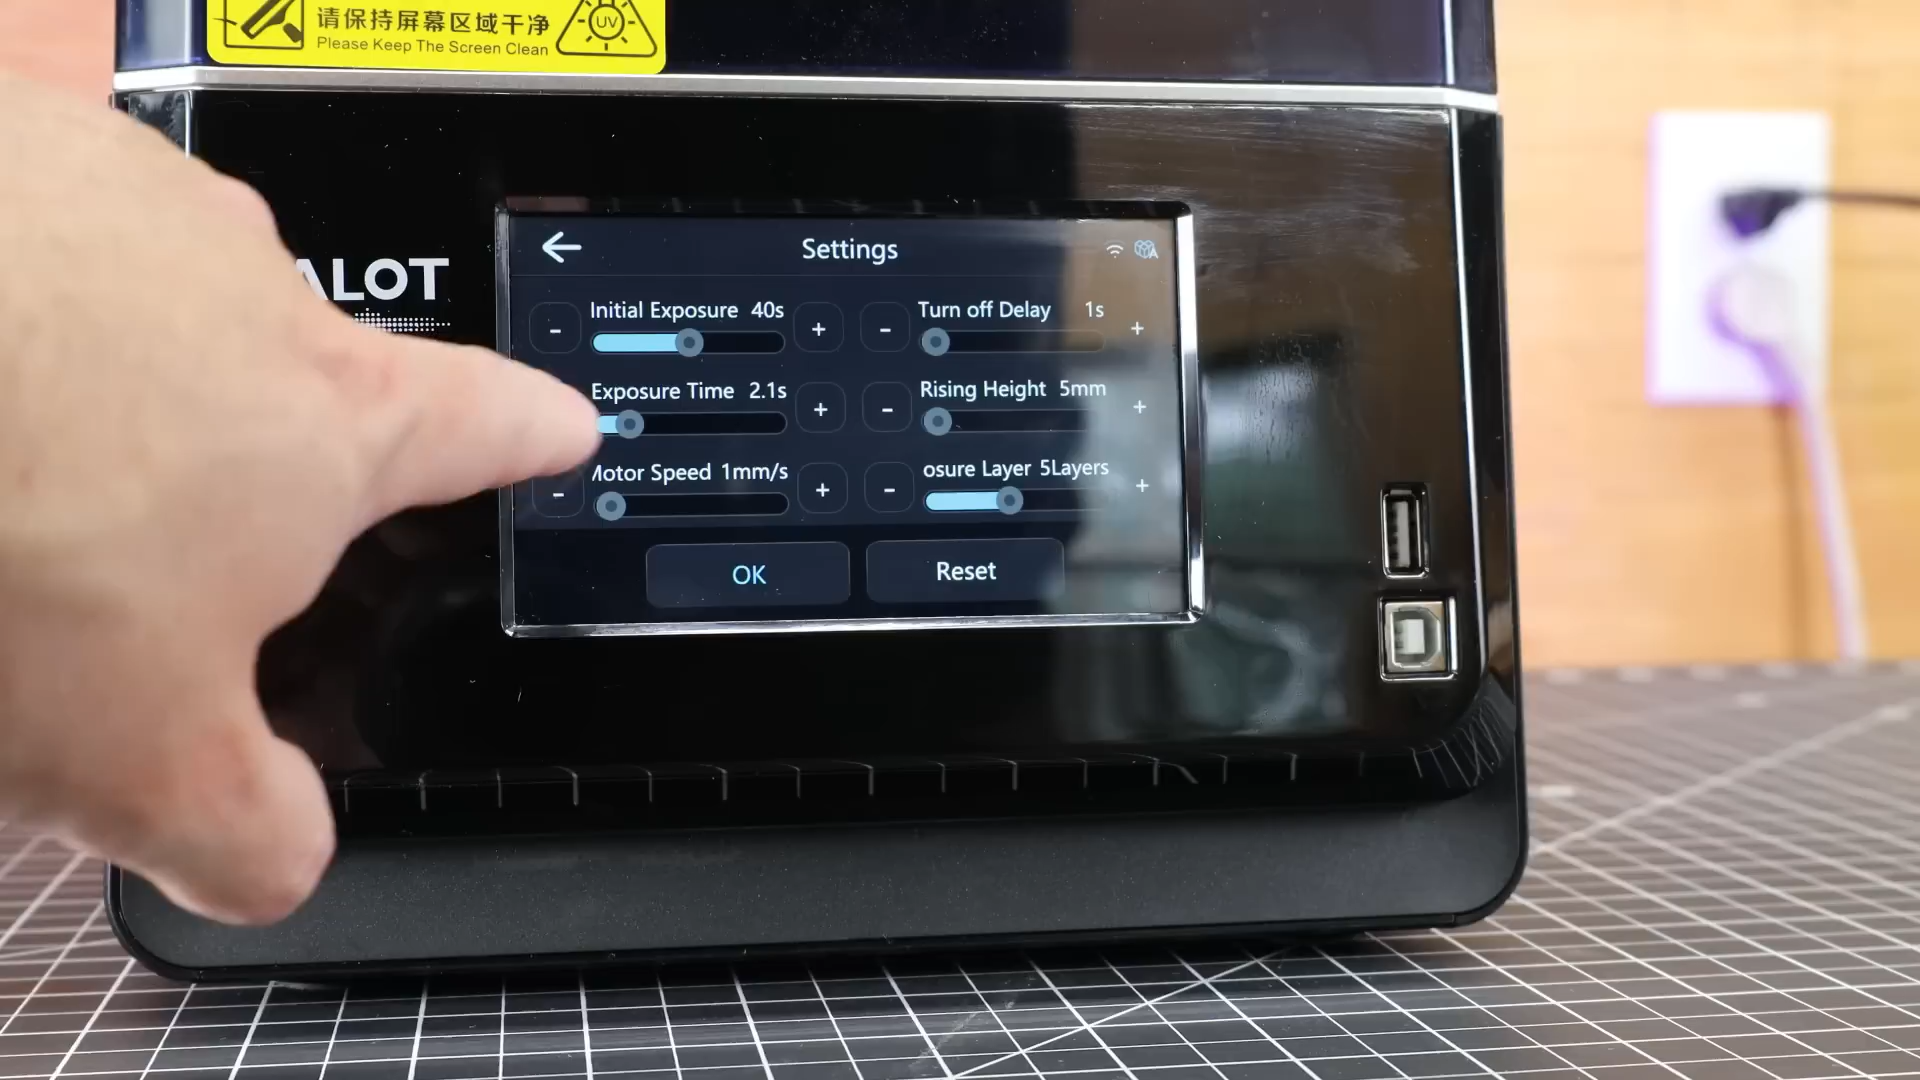 请保持屏幕区域干净
Please Keep The Screen Clean
UV
ALOT
Settings
Initial Exposure 40s
Turn off Delay 1s
Exposure Time 2.1s
Rising Height 5mm
Motor Speed 1mm/s
osure Layer 5Layers
OK
Reset